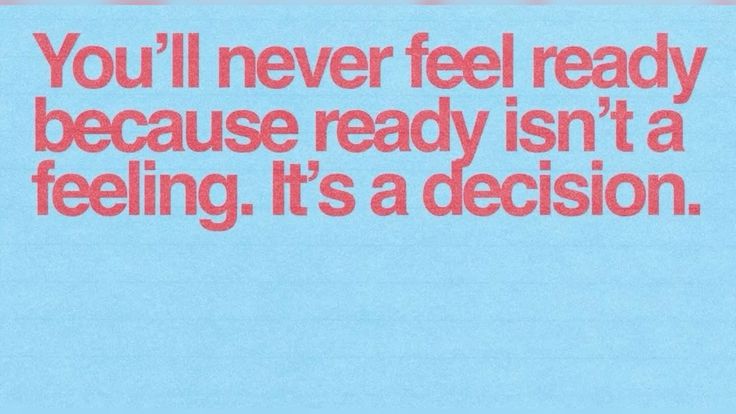 You’ll never feel ready
because ready isn’t a
feeling. It’s a decision.